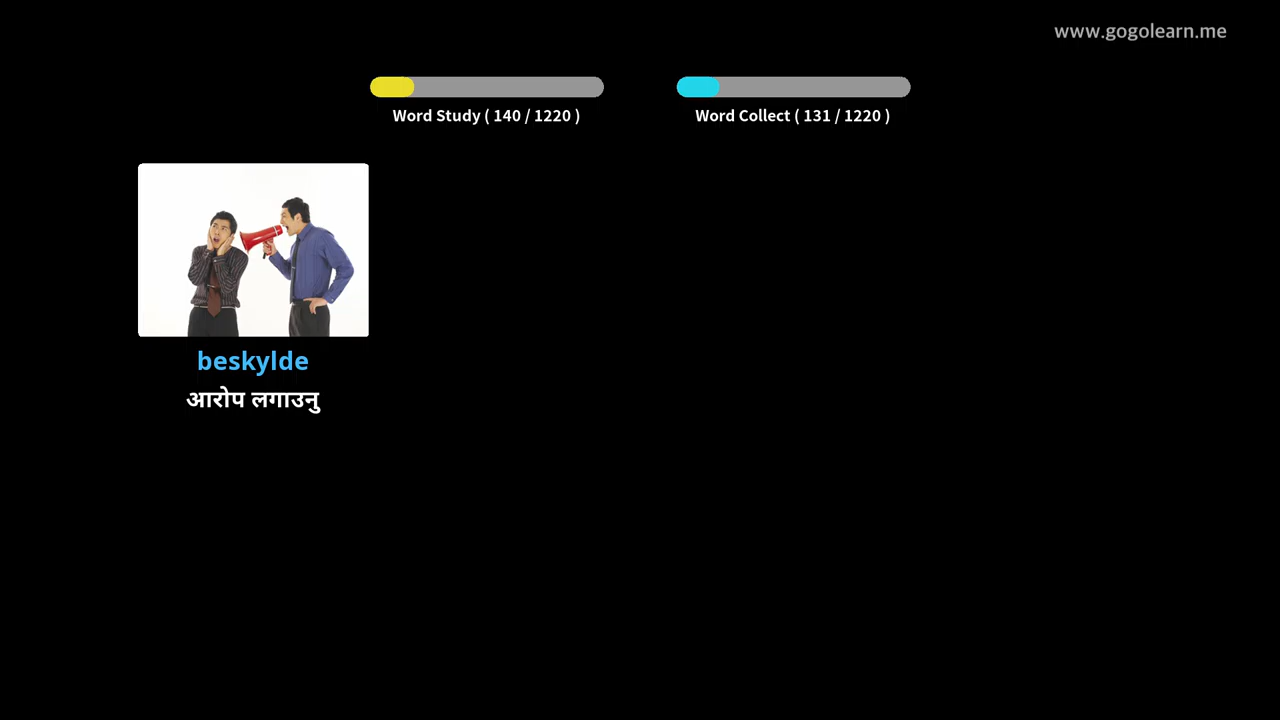 www.gogolearn.me
Word Study ( 140 / 1220 )
Word Collect ( 131 / 1220 )
beskylde
आरोप लगाउनु